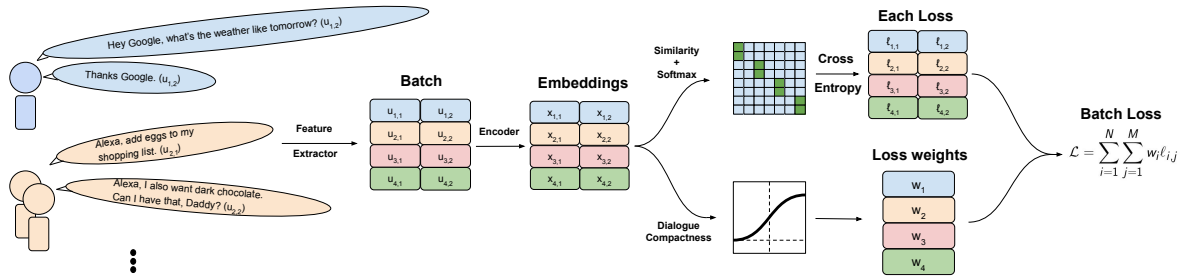 Hey Google, what's the weather like tomorrow? (u1,2)
Thanks Google. (u1,2)
Alexa, add eggs to my
shopping list. (u2,1)
Alexa, I also want dark chocolate.
Can I have that, Daddy? (u2,2)
Feature
Extractor
Batch
u1,1 u1,2
u2,1 u2,2
u3,1 u3,2
u4,1 u4,2
Encoder
Embeddings
x1,1 x1,2
x2,1 x2,2
x3,1 x3,2
x4,1 x4,2
Similarity
+
Softmax
Dialogue
Compactness
Cross
Entropy
Each Loss
ℓ1,1 ℓ1,2
ℓ2,1 ℓ2,2
ℓ3,1 ℓ3,2
ℓ4,1 ℓ4,2
Loss weights
w1
w2
w3
w4
Batch Loss
ℒ = ∑_{i=1}^{N} ∑_{j=1}^{M} w_i ℓ_{i,j}